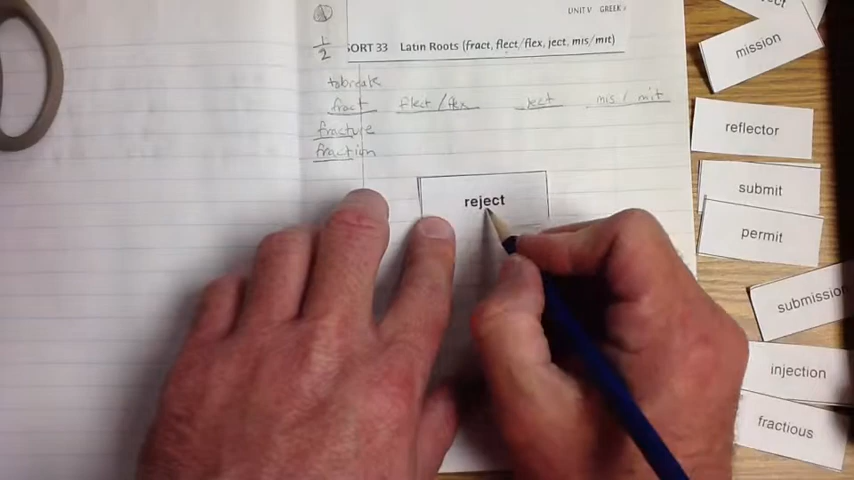 UNIT V GREEK
SORT 33 Latin Roots (fract, flect/flex, ject, mis/mit)
1/2
to break
fract flect/flex ject mis/mit
fracture
fraction
reject
mission
reflector
submit
permit
submission
injection
fractious